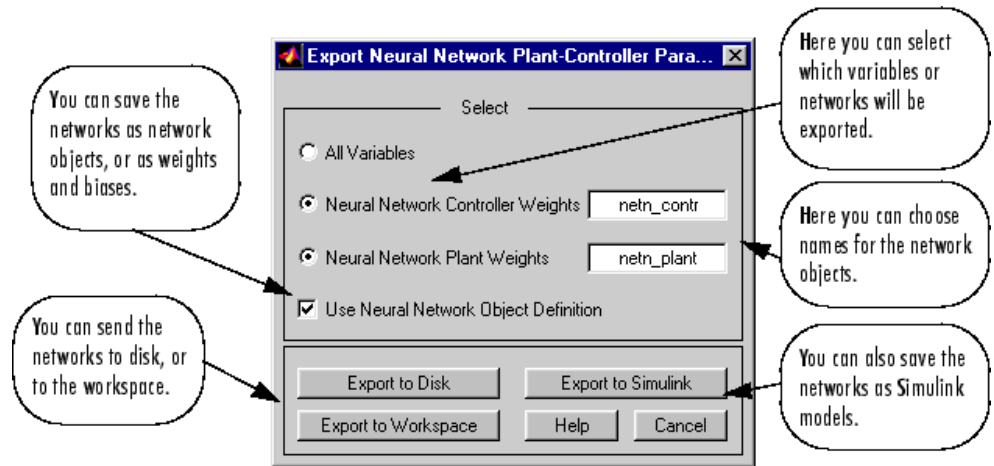 Export Neural Network Plant-Controller Para...
Select
All Variables
Neural Network Controller Weights
netn_contr
Neural Network Plant Weights
netn_plant
Use Neural Network Object Definition
Export to Disk
Export to Simulink
Export to Workspace
Help
Cancel
You can save the
networks as network
objects, or as weights
and biases.
You can send the
networks to disk, or
to the workspace.
Here you can select
which variables or
networks will be
exported.
Here you can choose
names for the network
objects.
You can also save the
networks as Simulink
models.